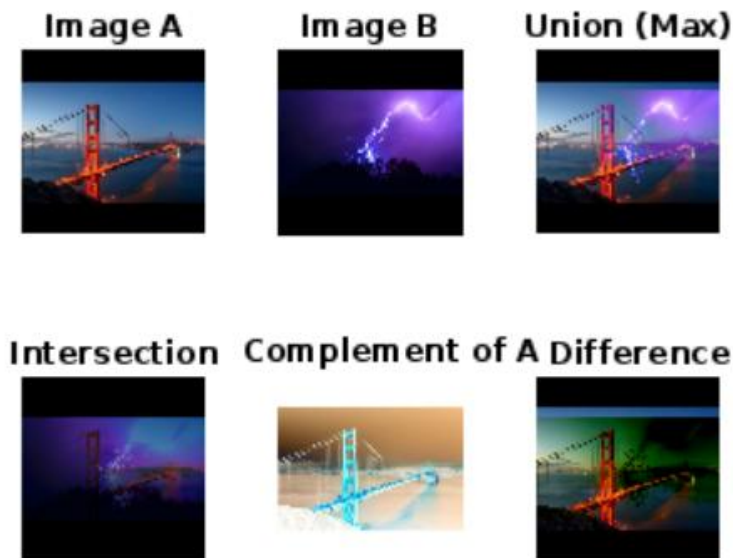 Image A
Image B
Union (Max)
Intersection
Complement of A
Difference